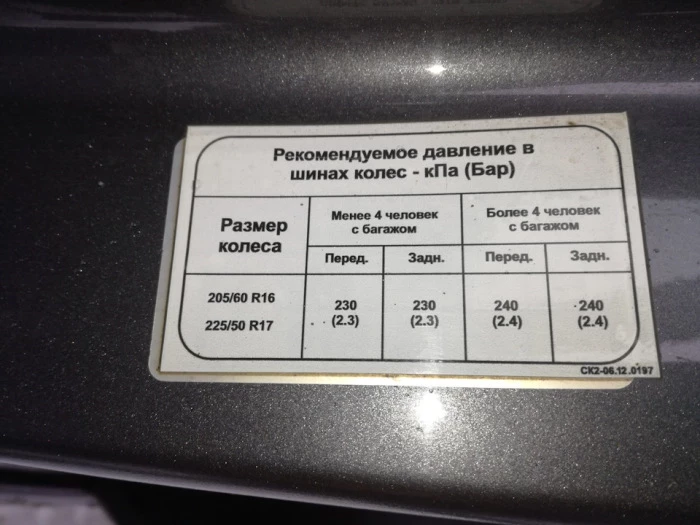 Рекомендуемое давление в
шинах колес - кПа (Бар)
Размер
колеса
Менее 4 человек
с багажом
Более 4 человек
с багажом
Перед. Задн. Перед. Задн.
205/60 R16
225/50 R17
230 230 240 240
(2.3) (2.3) (2.4) (2.4)
СК2-06.12.0197